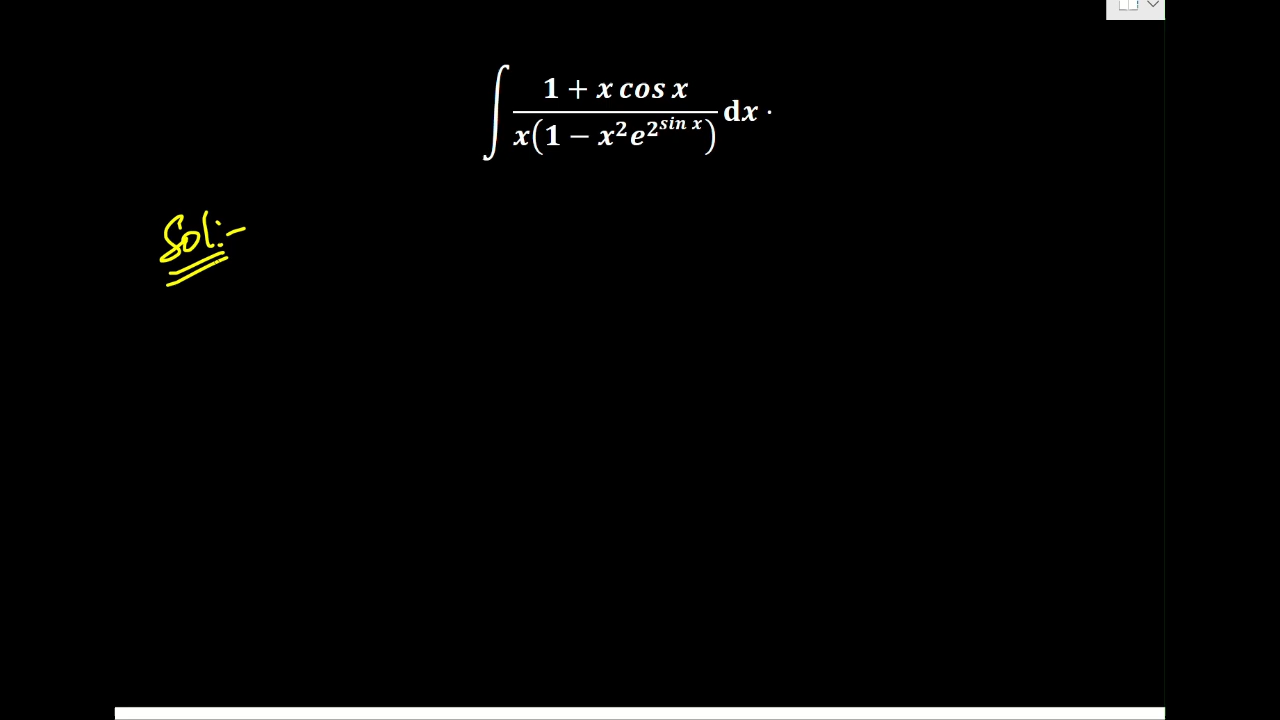 ∫ (1 + x cos x) / (x(1 − x²e^{2^{sin x}})) dx ·
Sol:-